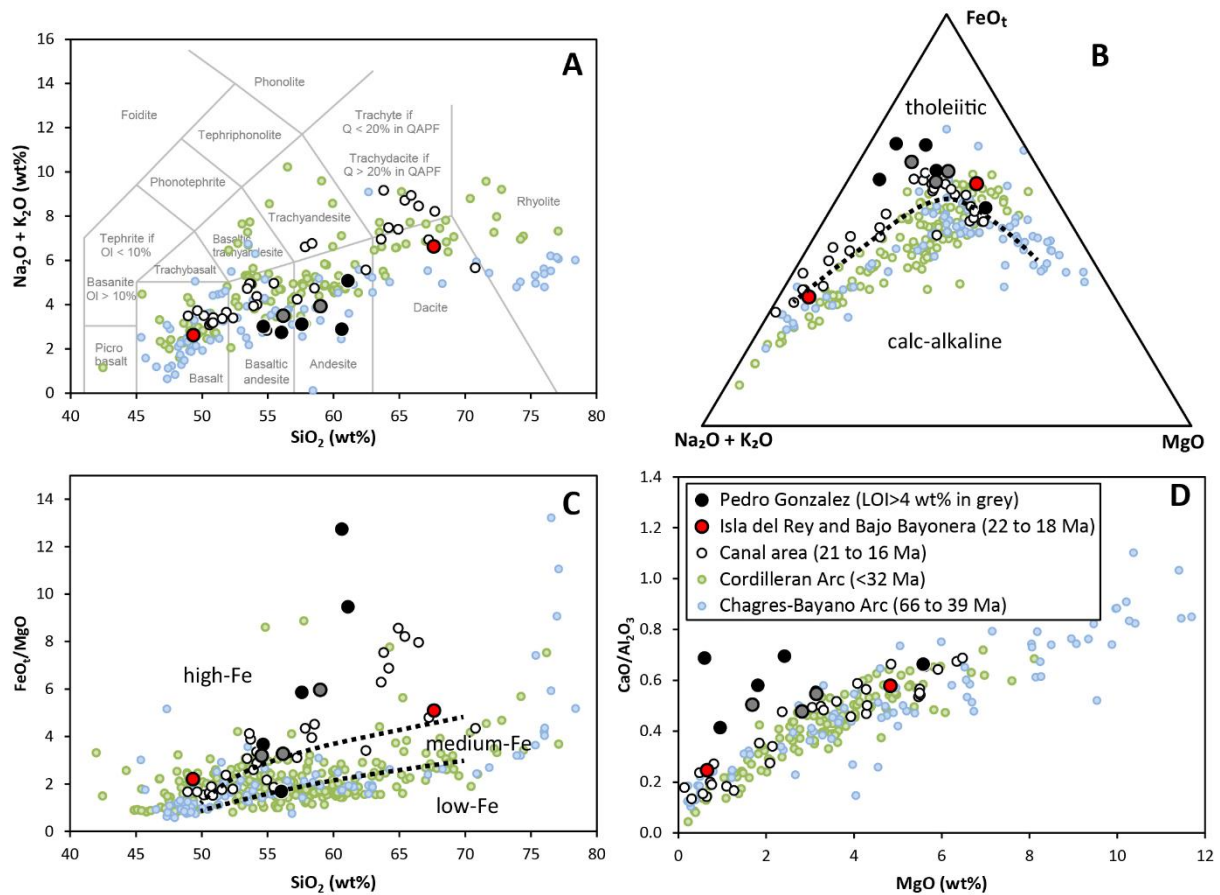 A
Na₂O + K₂O (wt%)
16
14
12
10
8
6
4
2
0
Foidite
Phonolite
Tephriphonolite
Phonotephrite
Tephrite if
Ol < 10%
Basanite
Ol > 10%
Picro
basalt
Trachybasalt
Basaltic
trachyandesite
Trachyandesite
Trachyte if
Q < 20% in QAPF
Trachydacite if
Q > 20% in QAPF
Rhyolite
Basalt
Basaltic
andesite
Andesite
Dacite
40 45 50 55 60 65 70 75 80
SiO₂ (wt%)
B
FeOₜ
tholeiitic
calc-alkaline
Na₂O + K₂O
MgO
C
FeOₜ/MgO
14
12
10
8
6
4
2
0
high-Fe
medium-Fe
low-Fe
40 45 50 55 60 65 70 75 80
SiO₂ (wt%)
D
CaO/Al₂O₃
1.4
1.2
1.0
0.8
0.6
0.4
0.2
0.0
Pedro Gonzalez (LOI>4 wt% in grey)
Isla del Rey and Bajo Bayonera (22 to 18 Ma)
Canal area (21 to 16 Ma)
Cordilleran Arc (<32 Ma)
Chagres-Bayano Arc (66 to 39 Ma)
0 2 4 6 8 10 12
MgO (wt%)